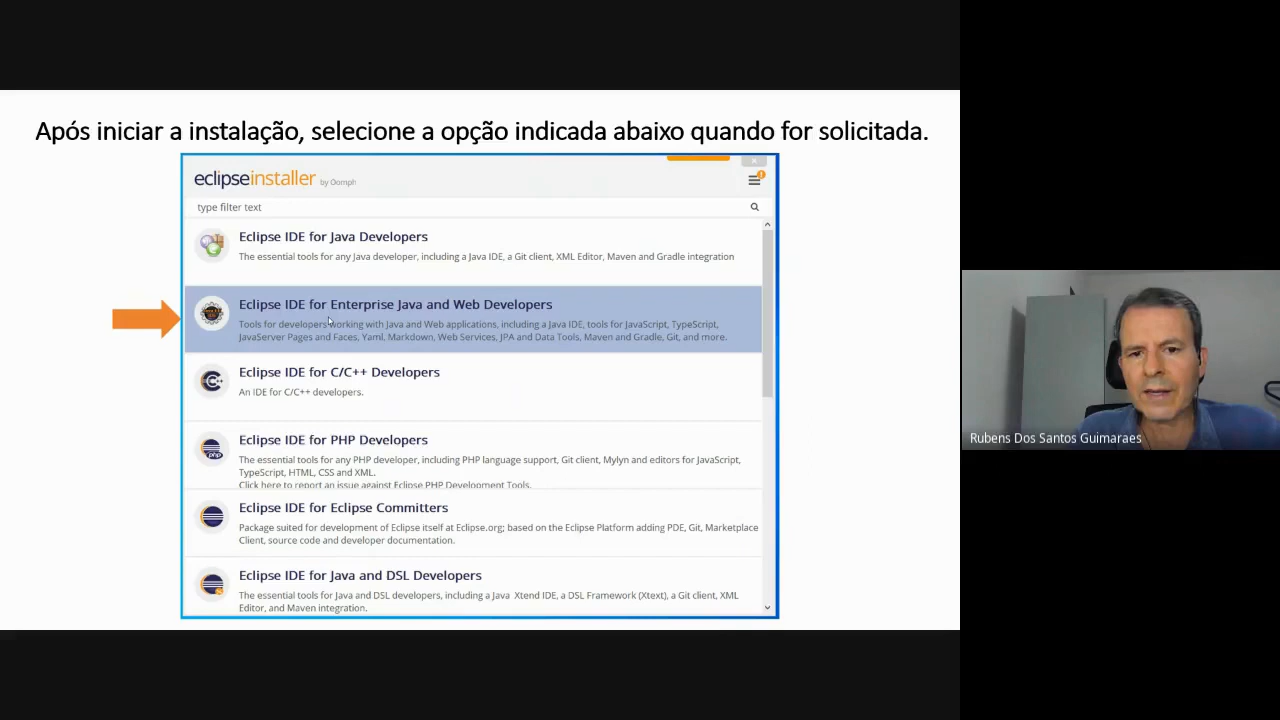 Após iniciar a instalação, selecione a opção indicada abaixo quando for solicitada.
eclipseinstaller by Oomph
type filter text
Eclipse IDE for Java Developers
The essential tools for any Java developer, including a Java IDE, a Git client, XML Editor, Maven and Gradle integration
Eclipse IDE for Enterprise Java and Web Developers
Tools for developers working with Java and Web applications, including a Java IDE, tools for JavaScript, TypeScript,
JavaServer Pages and Faces, Yaml, Markdown, Web Services, JPA and Data Tools, Maven and Gradle, Git, and more.
Eclipse IDE for C/C++ Developers
An IDE for C/C++ developers.
Eclipse IDE for PHP Developers
The essential tools for any PHP developer, including PHP language support, Git client, Mylyn and editors for JavaScript,
TypeScript, HTML, CSS and XML.
Click here to report an issue against Eclipse PHP Development Tools.
Eclipse IDE for Eclipse Committers
Package suited for development of Eclipse itself at Eclipse.org; based on the Eclipse Platform adding PDE, Git, Marketplace
Client, source code and developer documentation.
Eclipse IDE for Java and DSL Developers
The essential tools for Java and DSL developers, including a Java Xtend IDE, a DSL Framework (Xtext), a Git client, XML
Editor, and Maven integration.
Rubens Dos Santos Guimaraes